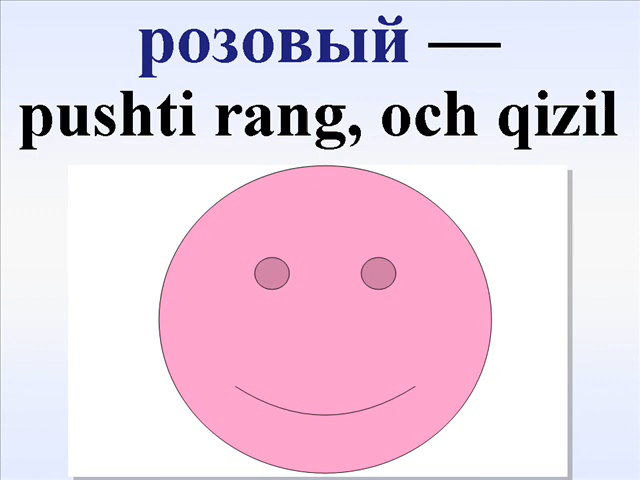 розовый —
pushti rang, och qizil